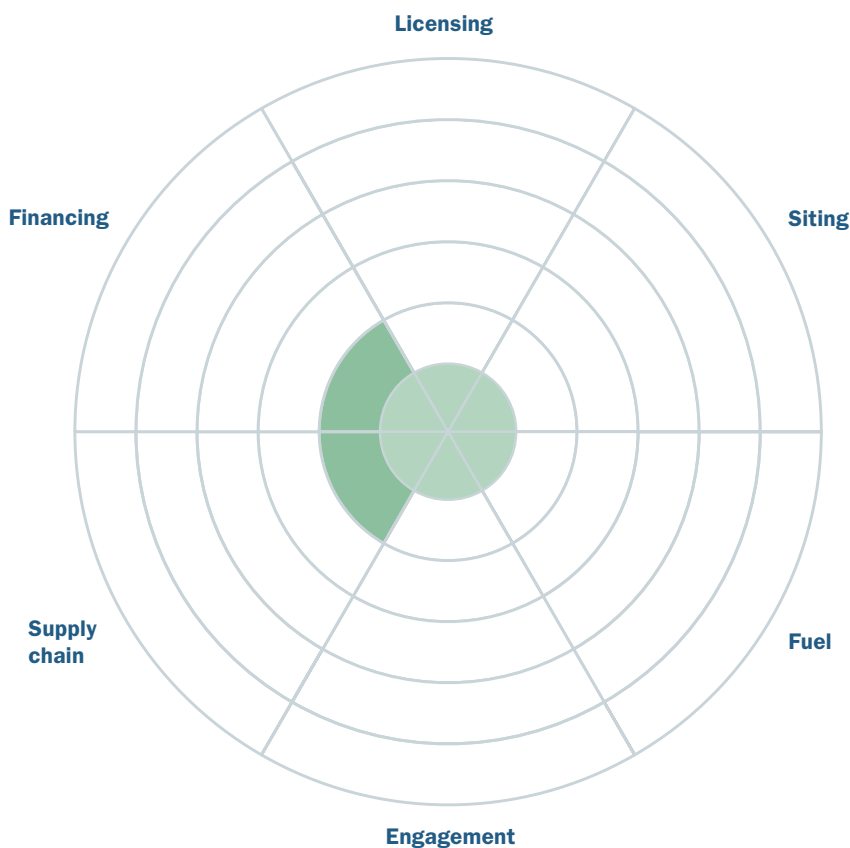 Licensing
Financing
Siting
Supply
chain
Fuel
Engagement